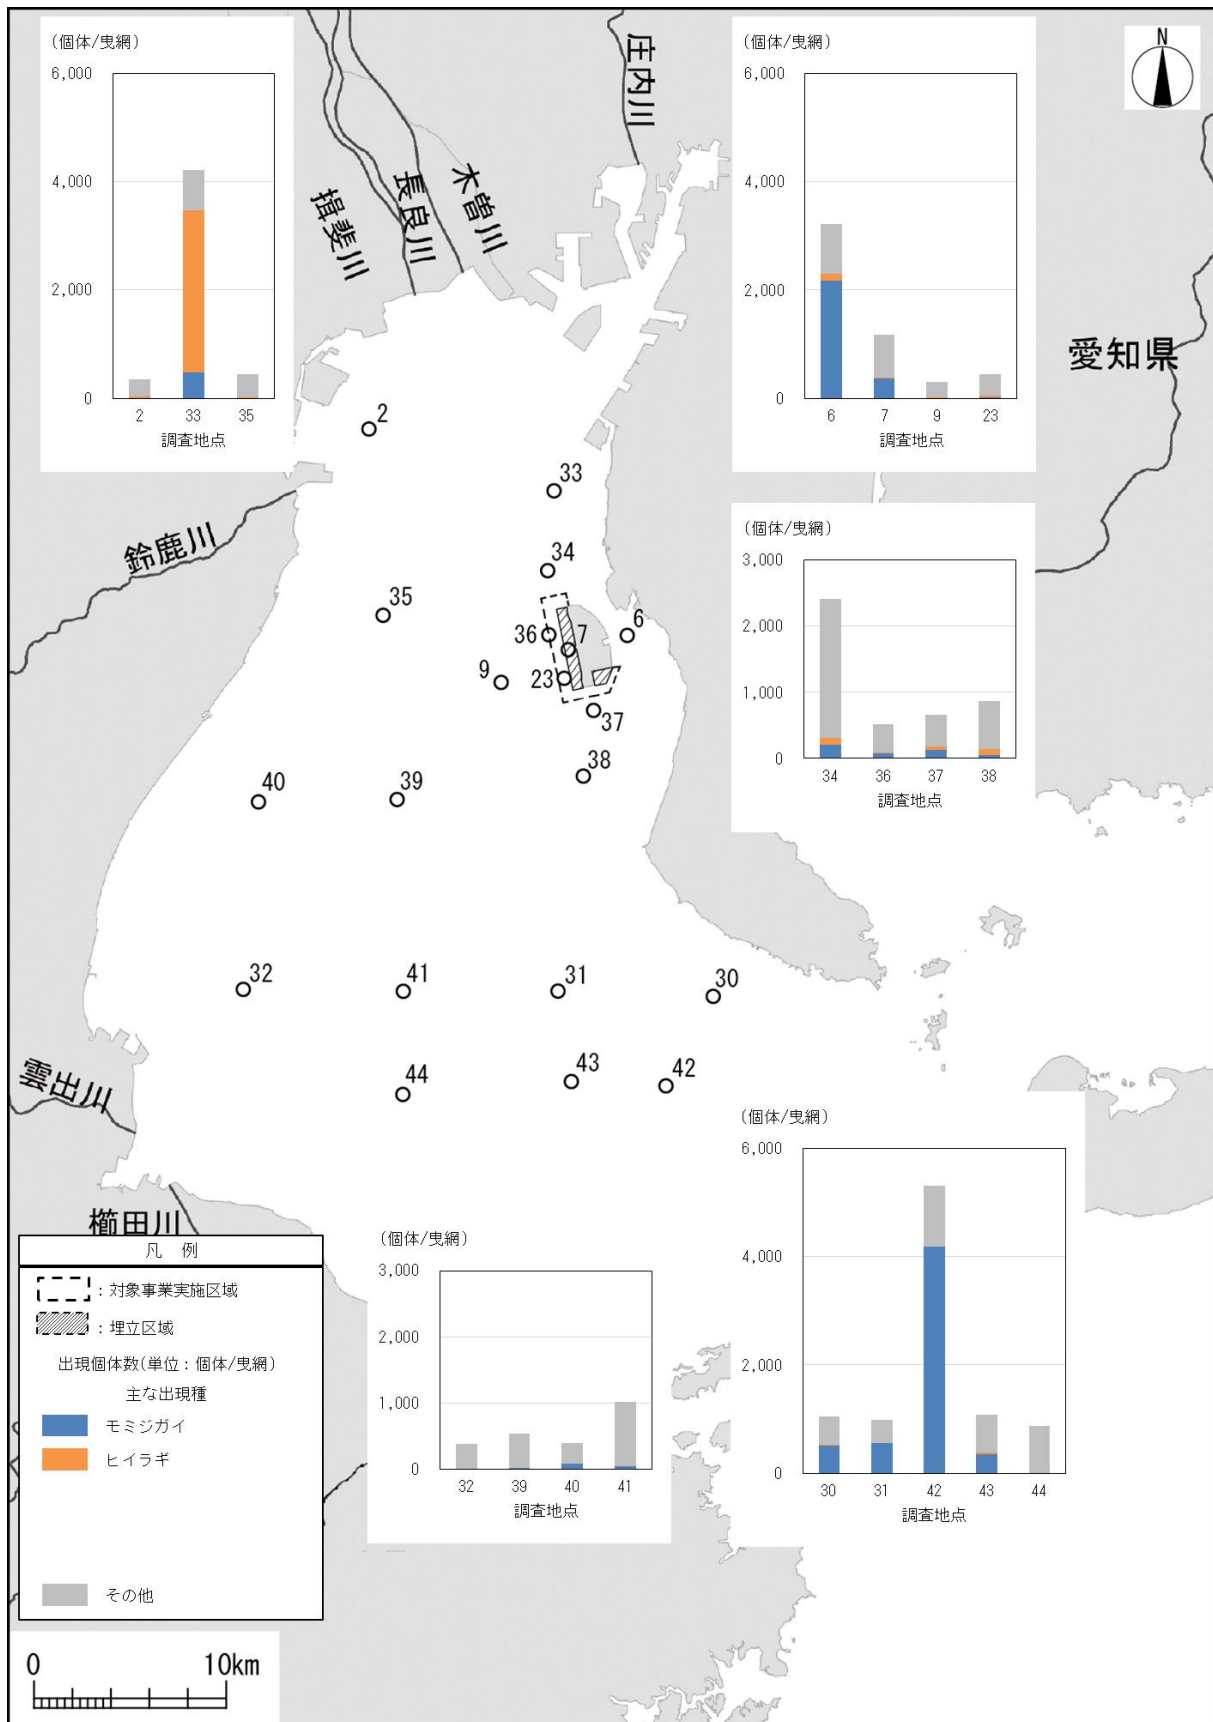 (個体/曳網)
6,000
4,000
2,000
0
2
33
35
調査地点
揖斐川
長良川
木曽川
庄内川
(個体/曳網)
6,000
4,000
2,000
0
6
7
9
23
調査地点
N
愛知県
(個体/曳網)
3,000
2,000
1,000
0
34
36
37
38
調査地点
鈴鹿川
2
33
34
35
36
7
6
9
23
37
38
40
39
32
41
31
30
44
43
42
雲出川
櫛田川
凡 例
:対象事業実施区域
:埋立区域
出現個体数(単位:個体/曳網)
主な出現種
モミジガイ
ヒイラギ
その他
0
10km
(個体/曳網)
3,000
2,000
1,000
0
32
39
40
41
調査地点
(個体/曳網)
6,000
4,000
2,000
0
30
31
42
43
44
調査地点